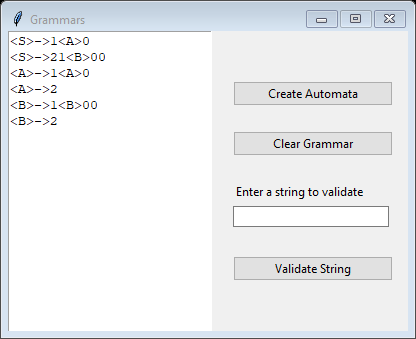 Grammars
<S>->1<A>0
<S>->21<B>00
<A>->1<A>0
<A>->2
<B>->1<B>00
<B>->2
Create Automata
Clear Grammar
Enter a string to validate
Validate String